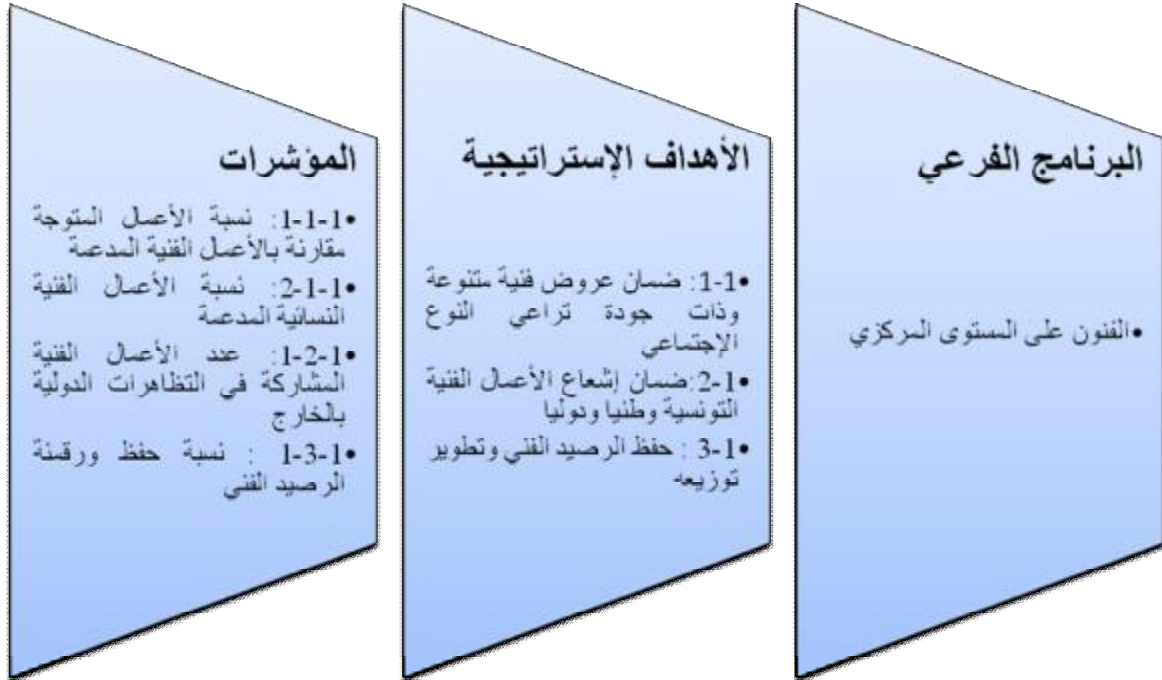 البرنامج الفرعي
•الفنون على المستوى المركزي
الأهداف الإستراتيجية
•1-1: ضمان عروض فنية متنوعة
وذات جودة تراعي النوع
الإجتماعي
•2-1:ضمان إشعاع الأعمال الفنية
التونسية وطنيا ودوليا
•3-1 : حفظ الرصيد الفني وتطوير
توزيعه
المؤشرات
•1-1-1: نسبة الأعمال المتوجة
مقارنة بالأعمال الفنية المدعمة
•2-1-1: نسبة الأعمال الفنية
النسائية المدعمة
•1-2-1: عدد الأعمال الفنية
المشاركة في التظاهرات الدولية
بالخارج
•1-3-1 : نسبة حفظ ورقمنة
الرصيد الفني